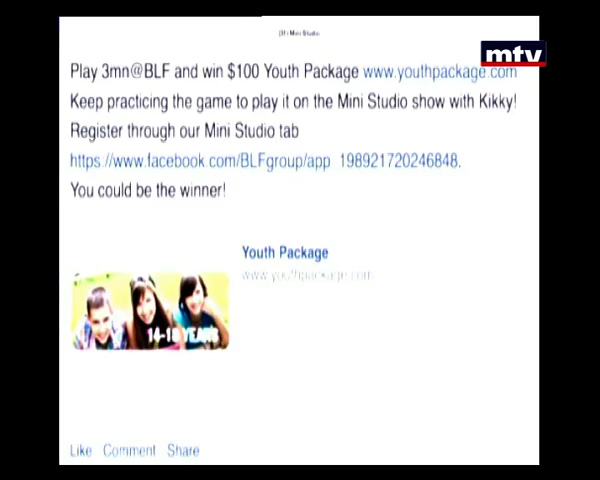 mtv
Play 3mn@BLF and win $100 Youth Package www.youthpackage.com
Keep practicing the game to play it on the Mini Studio show with Kikky!
Register through our Mini Studio tab
https://www.facebook.com/BLFgroup/app 198921720246848.
You could be the winner!
Youth Package
www.youthpackage.com
14-18 YEARS
Like Comment Share